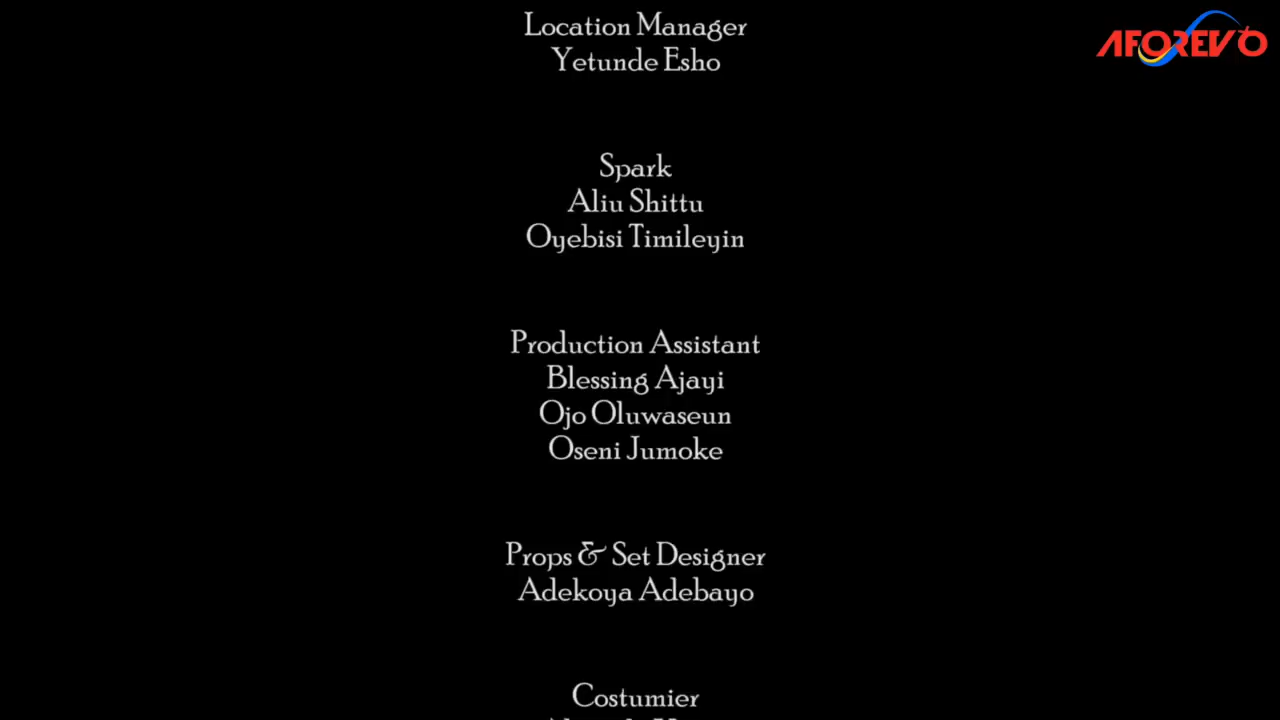 Location Manager
Yetunde Esho
AFOREVO
Spark
Aliu Shittu
Oyebisi Timileyin
Production Assistant
Blessing Ajayi
Ojo Oluwaseun
Oseni Jumoke
Props & Set Designer
Adekoya Adebayo
Costumier